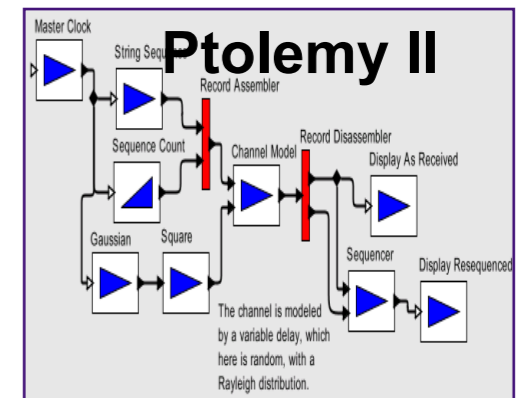 Master Clock
Ptolemy II
String
Record Assembler
Sequence Count
Channel Model
Record Disassembler
Display As Received
Gaussian
Square
Sequencer
Display Resequenced
The channel is modeled
by a variable delay, which
here is random, with a
Rayleigh distribution.